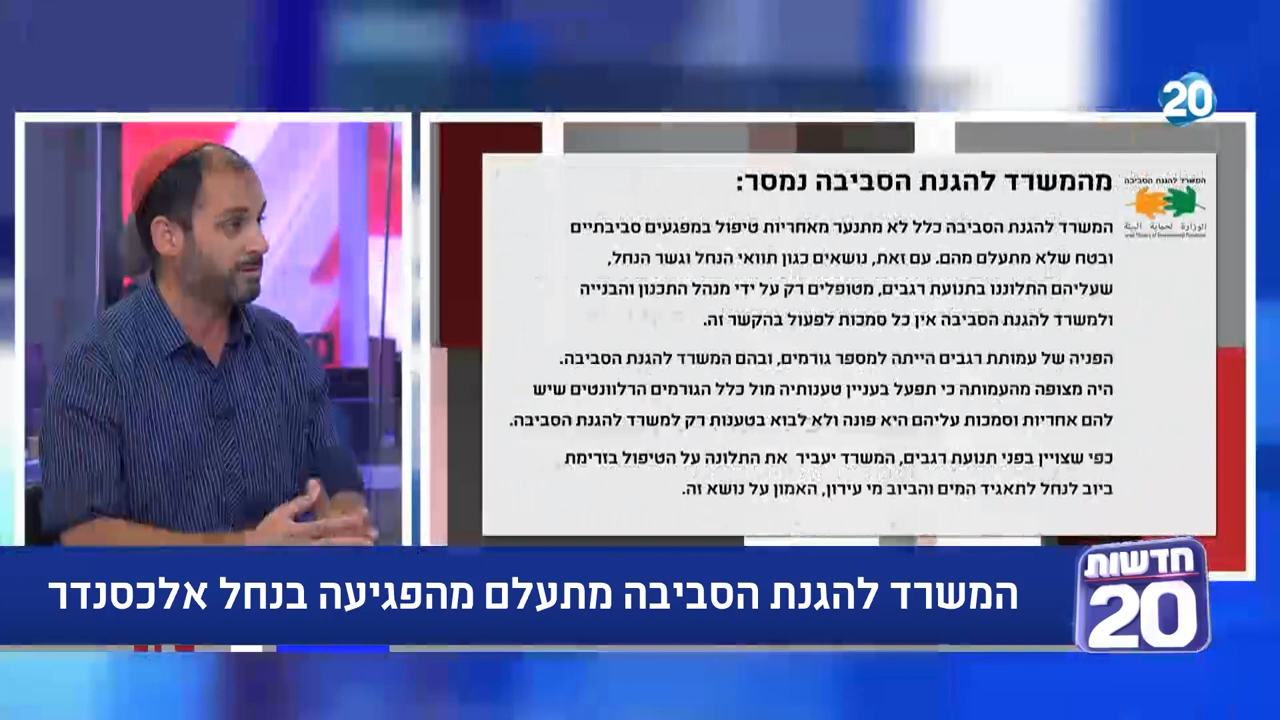 20
מהמשרד להגנת הסביבה נמסר:
המשרד להגנת הסביבה
الوزارة لحماية البيئة
המשרד להגנת הסביבה כלל לא מתנער מאחריות טיפול במפגעים סביבתיים
ובטח שלא מתעלם מהם. עם זאת, נושאים כגון תוואי הנחל וגשר הנחל,
שעליהם התלוננו בתנועת רגבים, מטופלים רק על ידי מנהל התכנון והבנייה
ולמשרד להגנת הסביבה אין כל סמכות לפעול בהקשר זה.
הפניה של עמותת רגבים הייתה למספר גורמים, ובהם המשרד להגנת הסביבה.
היה מצופה מהעמותה כי תפעל בעניין טענותיה מול כלל הגורמים הרלוונטים שיש
להם אחריות וסמכות עליהם היא פונה ולא לבוא בטענות רק למשרד להגנת הסביבה.
כפי שצויין בפני תנועת רגבים, המשרד יעביר את התלונה על הטיפול בזרימת
ביוב לנחל לתאגיד המים והביוב מי עירון, האמון על נושא זה.
המשרד להגנת הסביבה מתעלם מהפגיעה בנחל אלכסנדר
חדשות
20